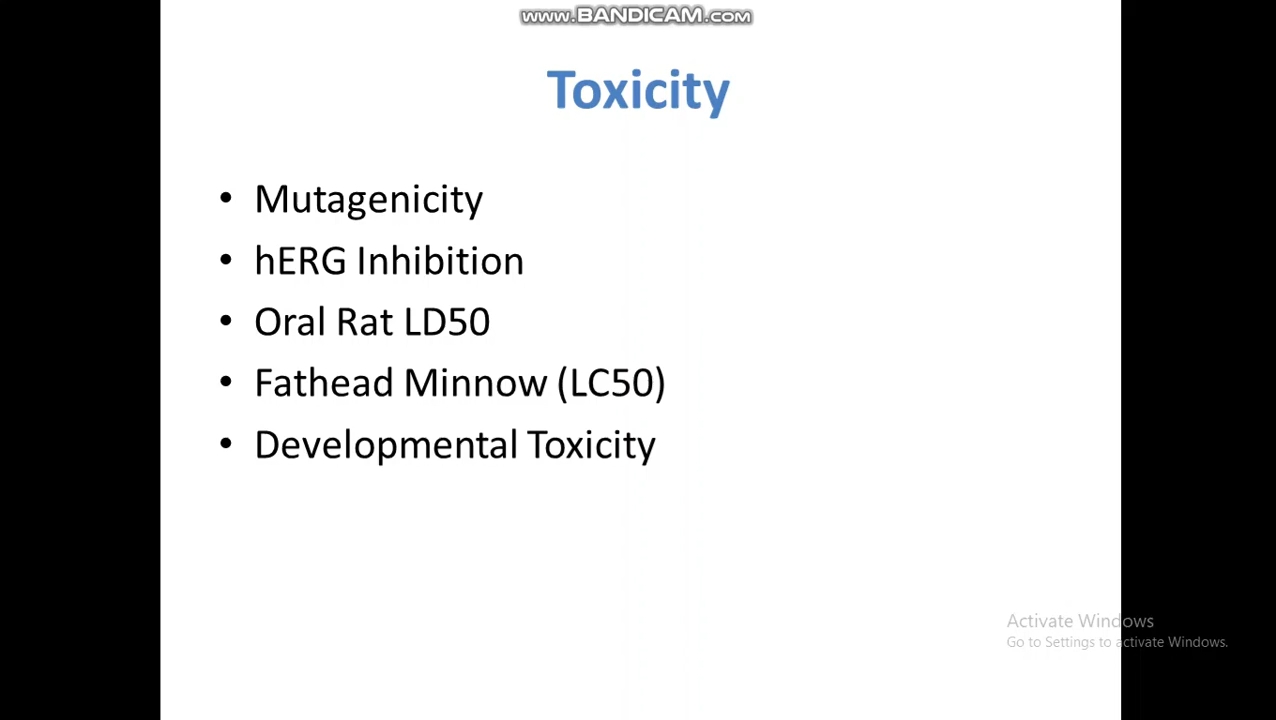 www.BANDICAM.com
Toxicity
• Mutagenicity
• hERG Inhibition
• Oral Rat LD50
• Fathead Minnow (LC50)
• Developmental Toxicity
Activate Windows
Go to Settings to activate Windows.